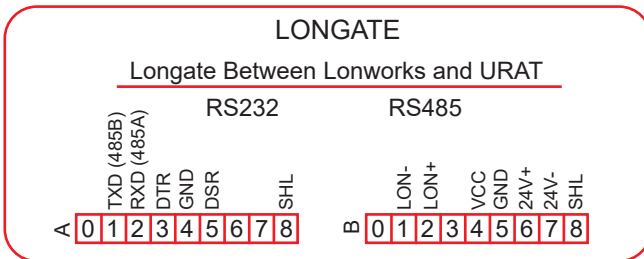 LONGATE
Longate Between Lonworks and URAT
RS232 RS485
TXD (485B)
RXD (485A)
DTR
GND
DSR
SHL
LON-
LON+
VCC
GND
24V+
24V-
SHL
A 0 1 2 3 4 5 6 7 8 B 0 1 2 3 4 5 6 7 8